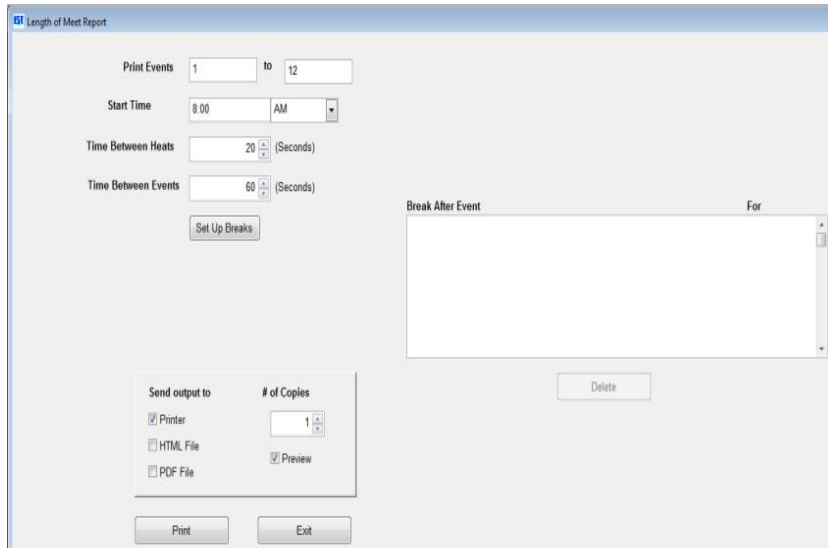 IST Length of Meet Report
Print Events 1 to 12
Start Time 8:00 AM
Time Between Heats 20 (Seconds)
Time Between Events 60 (Seconds)
Break After Event For
Set Up Breaks
Send output to # of Copies
Printer 1
HTML File
Preview
PDF File
Delete
Print Exit